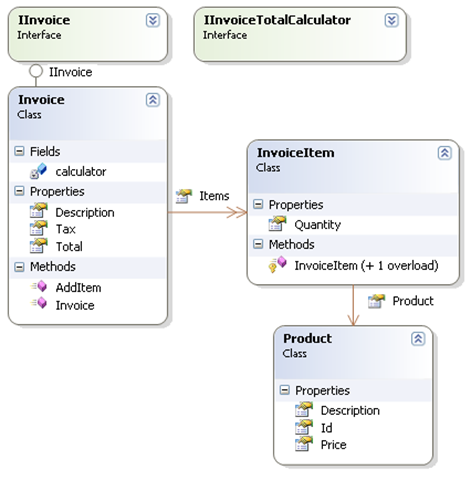 IInvoice
Interface
IInvoiceTotalCalculator
Interface
IInvoice
Invoice
Class
Fields
calculator
Properties
Description
Tax
Total
Methods
AddItem
Invoice
Items
InvoiceItem
Class
Properties
Quantity
Methods
InvoiceItem (+ 1 overload)
Product
Product
Class
Properties
Description
Id
Price